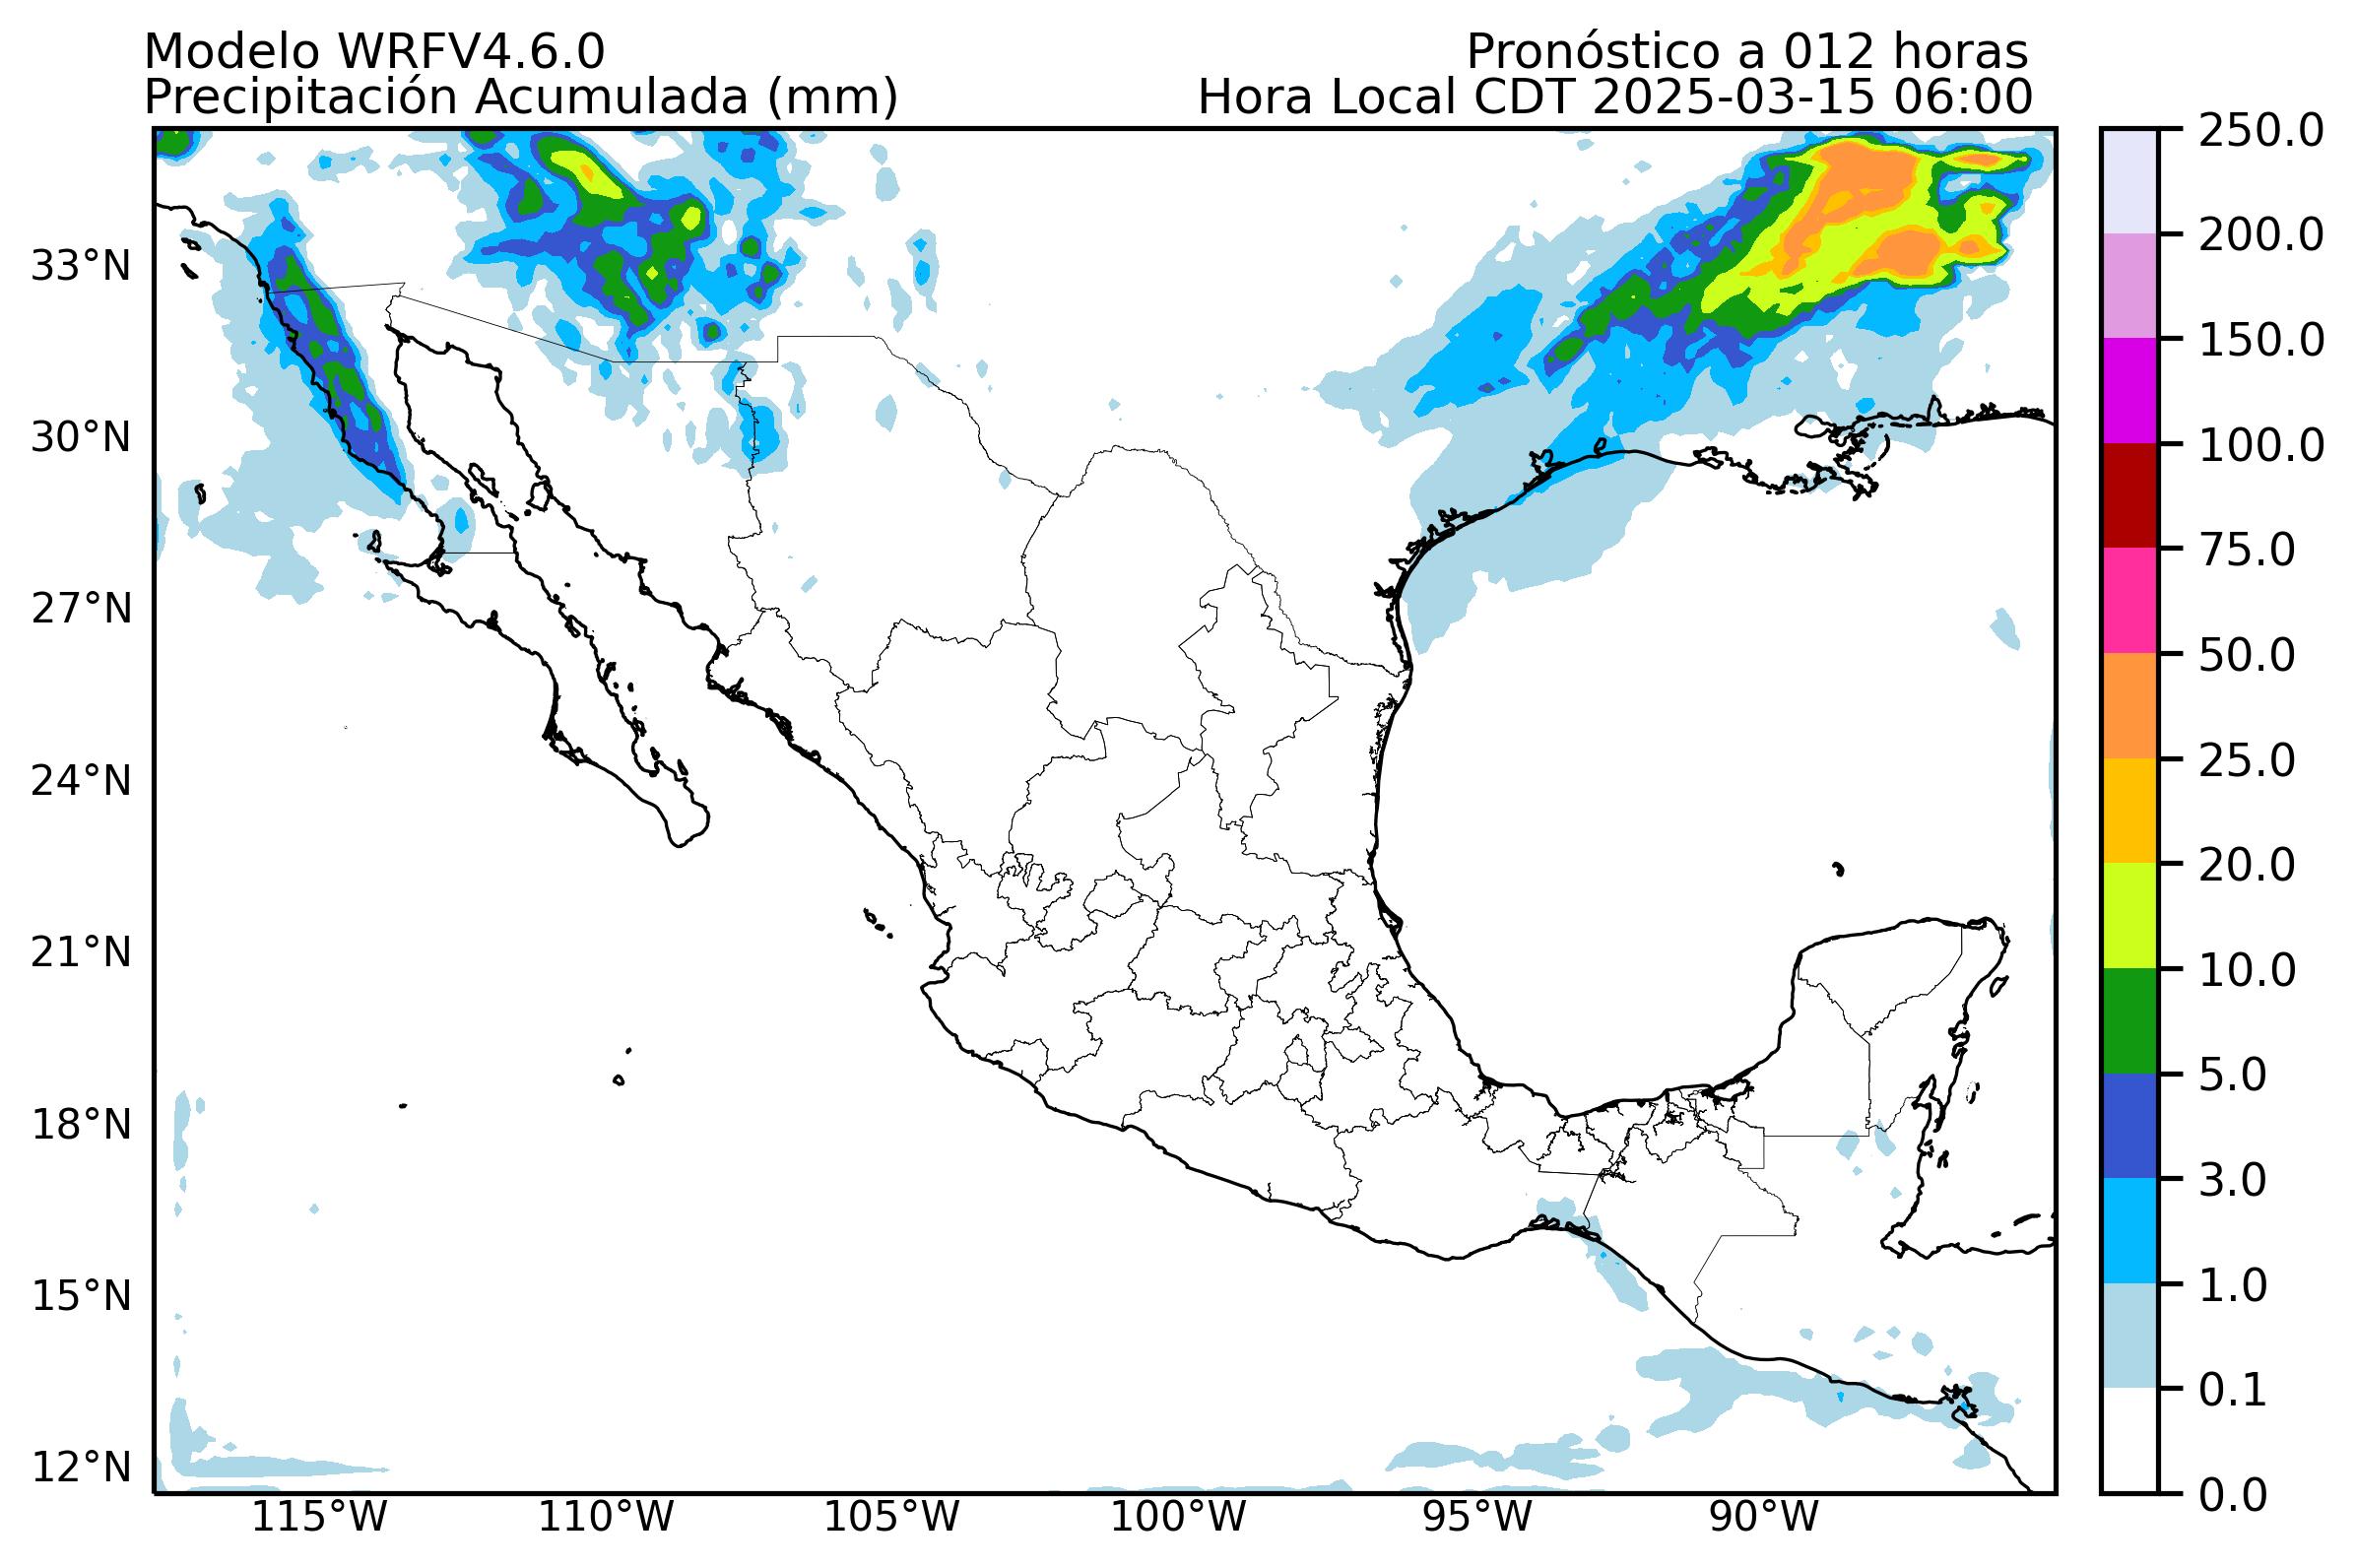 Modelo WRFV4.6.0
Pronóstico a 012 horas
Precipitación Acumulada (mm)
Hora Local CDT 2025-03-15 06:00
33°N
30°N
27°N
24°N
21°N
18°N
15°N
12°N
115°W
110°W
105°W
100°W
95°W
90°W
250.0
200.0
150.0
100.0
75.0
50.0
25.0
20.0
10.0
5.0
3.0
1.0
0.1
0.0